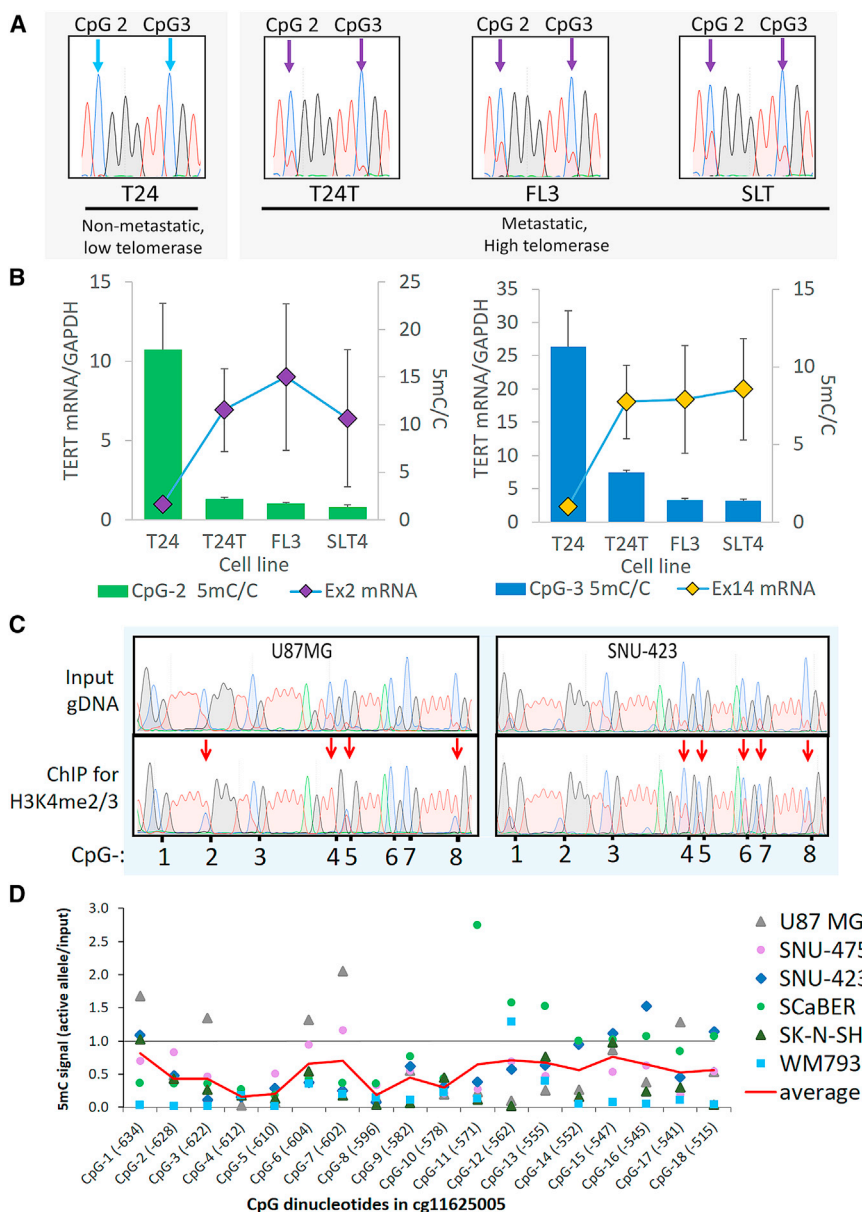 A
CpG 2 CpG3
CpG 2 CpG3
CpG 2 CpG3
CpG 2 CpG3
T24
T24T
FL3
SLT
Non-metastatic,
low telomerase
Metastatic,
High telomerase
B
TERT mRNA/GAPDH
15
10
5
0
25
20
15
10
5
0
5mC/C
T24
T24T
FL3
SLT4
Cell line
CpG-2 5mC/C
Ex2 mRNA
TERT mRNA/GAPDH
35
30
25
20
15
10
5
0
15
10
5
0
5mC/C
T24
T24T
FL3
SLT4
Cell line
CpG-3 5mC/C
Ex14 mRNA
C
U87MG
SNU-423
Input
gDNA
ChIP for
H3K4me2/3
CpG-:
1 2 3 4 5 6 7 8
1 2 3 4 5 6 7 8
D
5mC signal (active allele/input)
3.0
2.5
2.0
1.5
1.0
0.5
0.0
CpG-1 (-634)
CpG-2 (-628)
CpG-3 (-622)
CpG-4 (-612)
CpG-5 (-610)
CpG-6 (-604)
CpG-7 (-602)
CpG-8 (-596)
CpG-9 (-582)
CpG-10 (-578)
CpG-11 (-571)
CpG-12 (-562)
CpG-13 (-555)
CpG-14 (-552)
CpG-15 (-547)
CpG-16 (-545)
CpG-17 (-541)
CpG-18 (-515)
CpG dinucleotides in cg11625005
U87 MG
SNU-475
SNU-423
SCaBER
SK-N-SH
WM793
average